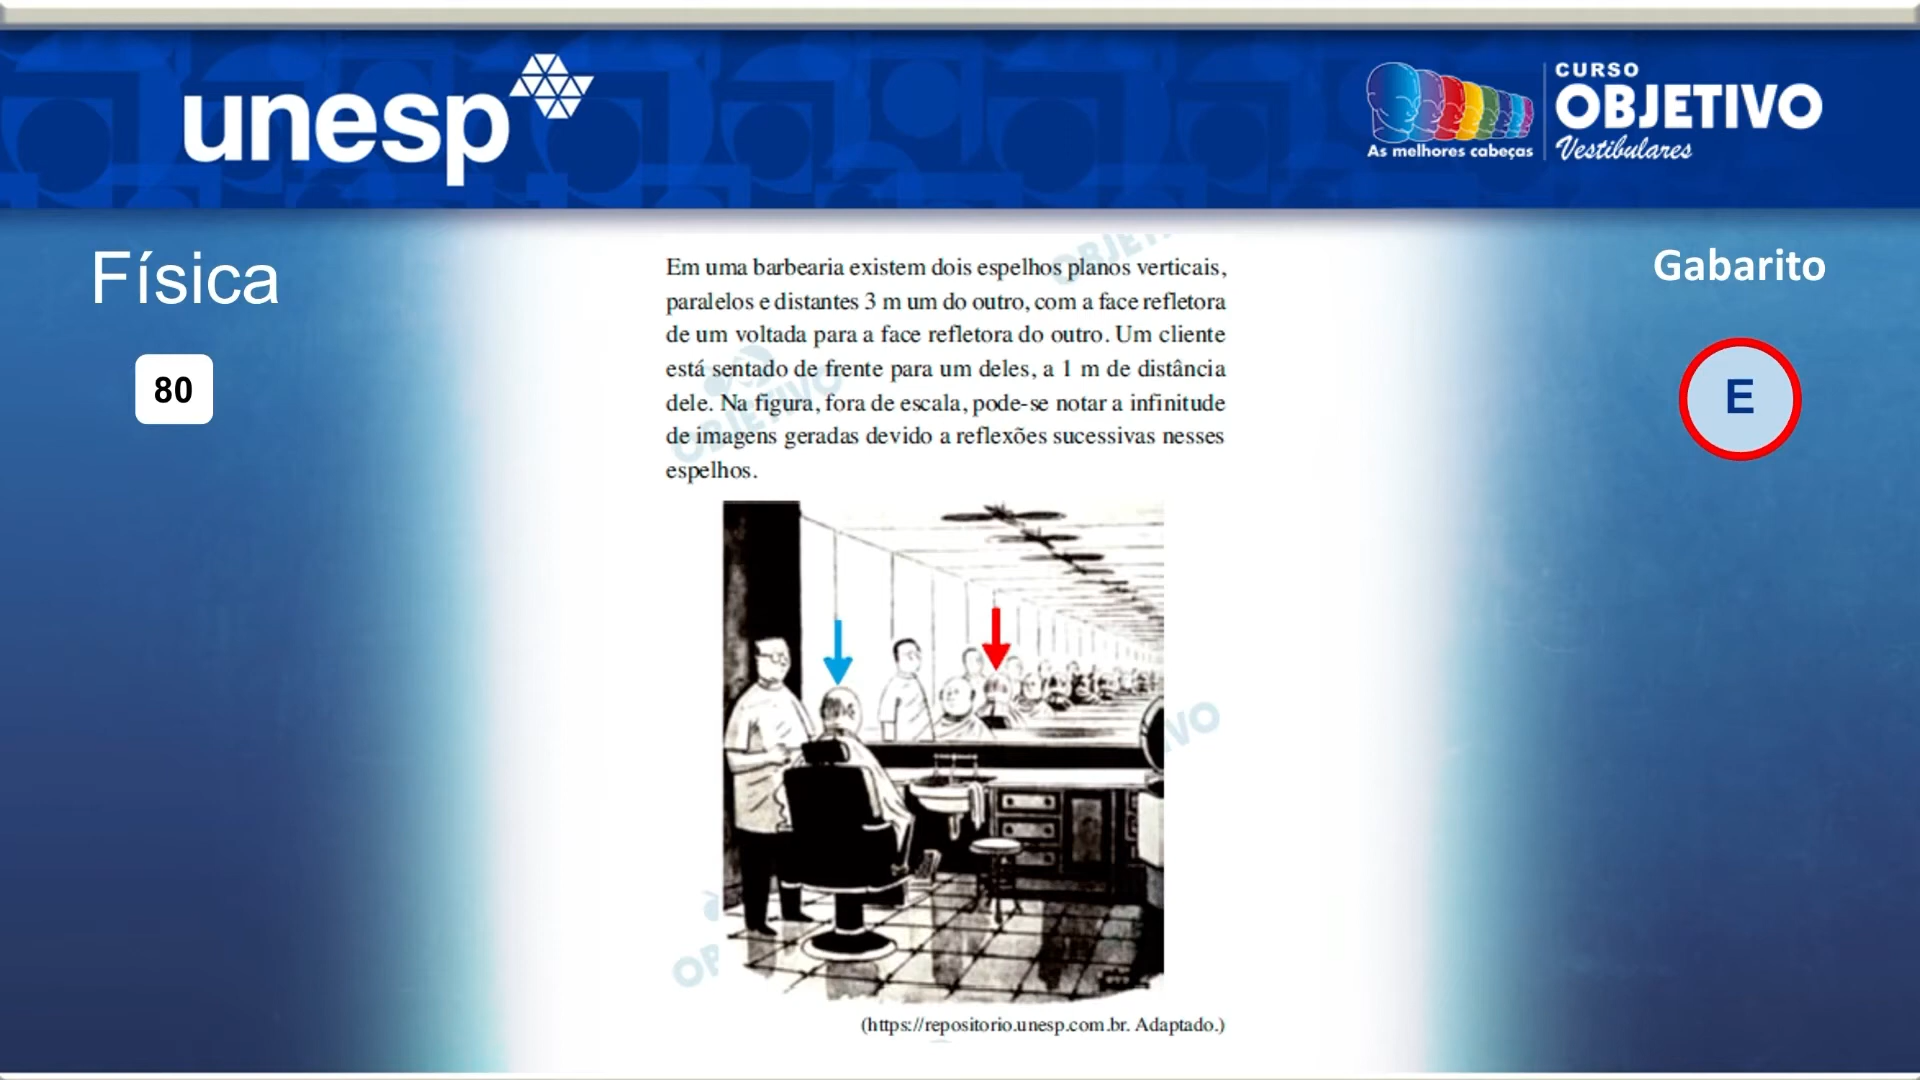 unesp
CURSO
OBJETIVO
As melhores cabeças
Vestibulares
Física
Gabarito
80
E
Em uma barbearia existem dois espelhos planos verticais,
paralelos e distantes 3 m um do outro, com a face refletora
de um voltada para a face refletora do outro. Um cliente
está sentado de frente para um deles, a 1 m de distância
dele. Na figura, fora de escala, pode-se notar a infinitude
de imagens geradas devido a reflexões sucessivas nesses
espelhos.
(https://repositorio.unesp.com.br. Adaptado.)